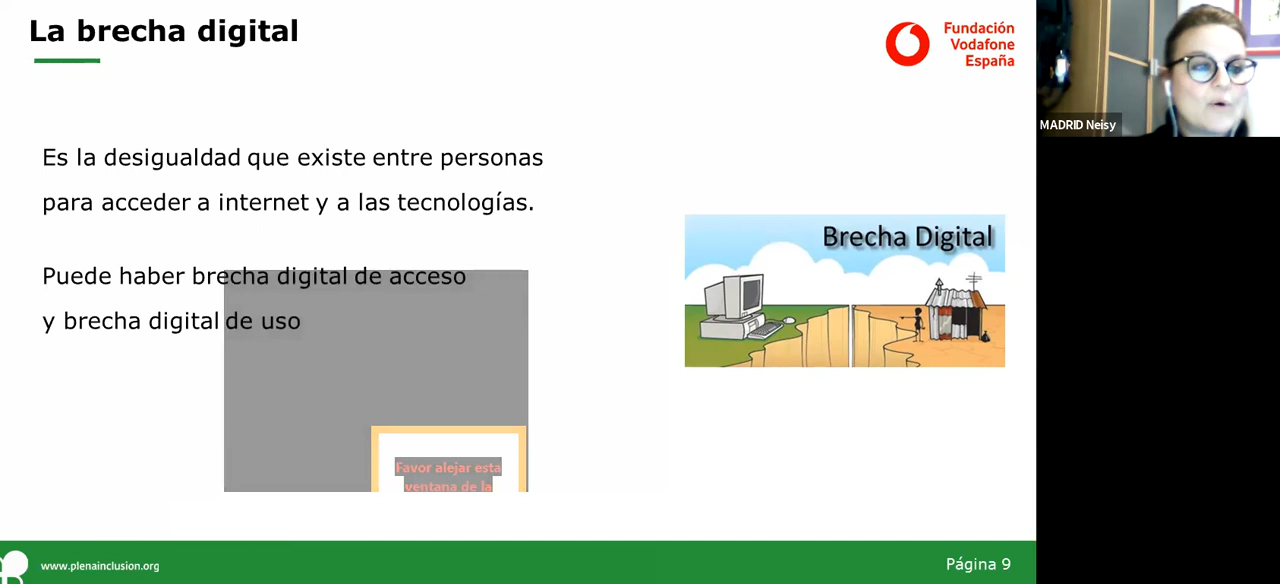 La brecha digital
Fundación
Vodafone
España
MADRID Neisy
Es la desigualdad que existe entre personas
para acceder a internet y a las tecnologías.
Puede haber brecha digital de acceso
y brecha digital de uso
Brecha Digital
Favor alejar esta
ventana de la
www.plenainclusion.org
Página 9